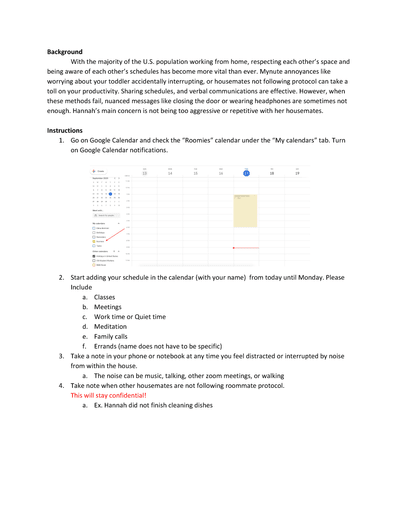 Background
With the majority of the U.S. population working from home, respecting each other's space and
being aware of each other's schedules has become more vital than ever. Mynute annoyances like
worrying about your toddler accidentally interrupting, or housemates not following protocol can take a
toll on your productivity. Sharing schedules, and verbal communications are effective. However, when
these methods fail, nuanced messages like closing the door or wearing headphones are sometimes not
enough. Hannah's main concern is not being too aggressive or repetitive with her housemates.
Instructions
1. Go on Google Calendar and check the "Roomies" calendar under the "My calendars" tab. Turn
on Google Calendar notifications.
2. Start adding your schedule in the calendar (with your name) from today until Monday. Please
Include
a. Classes
b. Meetings
c. Work time or Quiet time
d. Meditation
e. Family calls
f. Errands (name does not have to be specific)
3. Take a note in your phone or notebook at any time you feel distracted or interrupted by noise
from within the house.
a. The noise can be music, talking, other zoom meetings, or walking
4. Take note when other housemates are not following roommate protocol.
This will stay confidential!
a. Ex. Hannah did not finish cleaning dishes